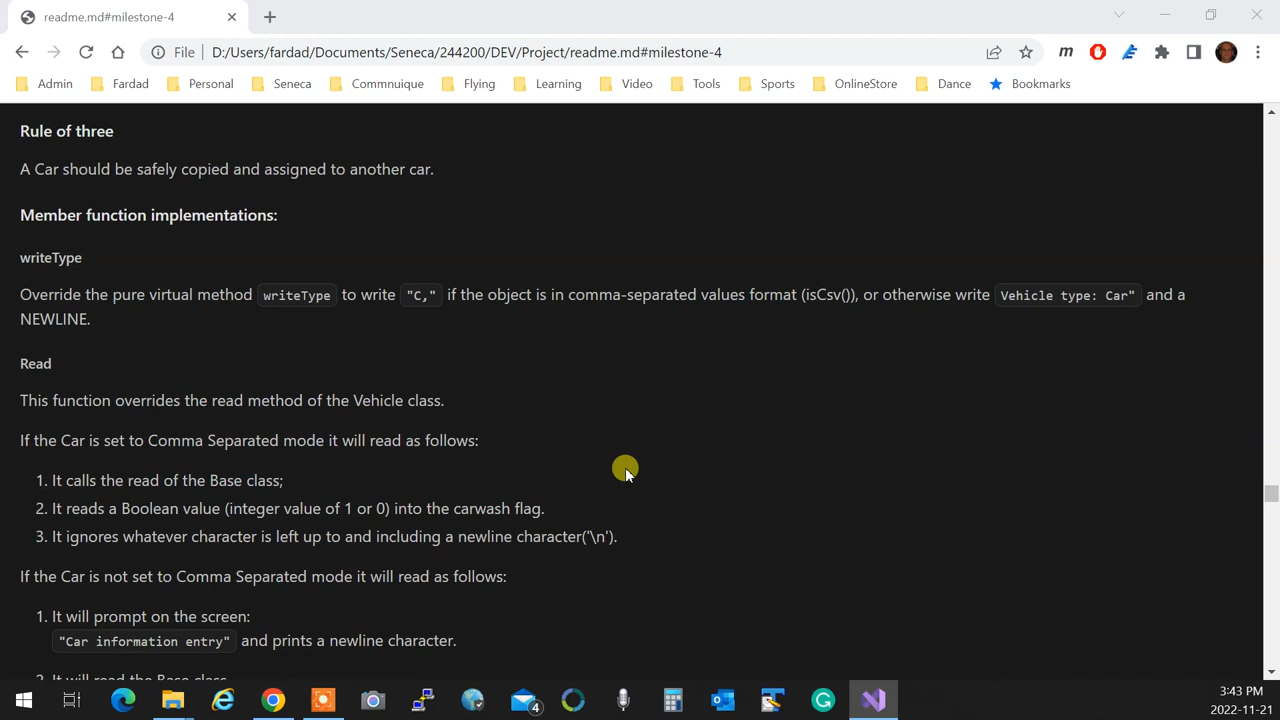 readme.md#milestone-4
File D:/Users/fardad/Documents/Seneca/244200/DEV/Project/readme.md#milestone-4
Admin Fardad Personal Seneca Commnuique Flying Learning Video Tools Sports OnlineStore Dance Bookmarks
Rule of three
A Car should be safely copied and assigned to another car.
Member function implementations:
writeType
Override the pure virtual method writeType to write "C," if the object is in comma-separated values format (isCsv()), or otherwise write Vehicle type: Car" and a
NEWLINE.
Read
This function overrides the read method of the Vehicle class.
If the Car is set to Comma Separated mode it will read as follows:
1. It calls the read of the Base class;
2. It reads a Boolean value (integer value of 1 or 0) into the carwash flag.
3. It ignores whatever character is left up to and including a newline character('\n').
If the Car is not set to Comma Separated mode it will read as follows:
1. It will prompt on the screen:
"Car information entry" and prints a newline character.
2. It will read the Base class
4
3:43 PM
2022-11-21